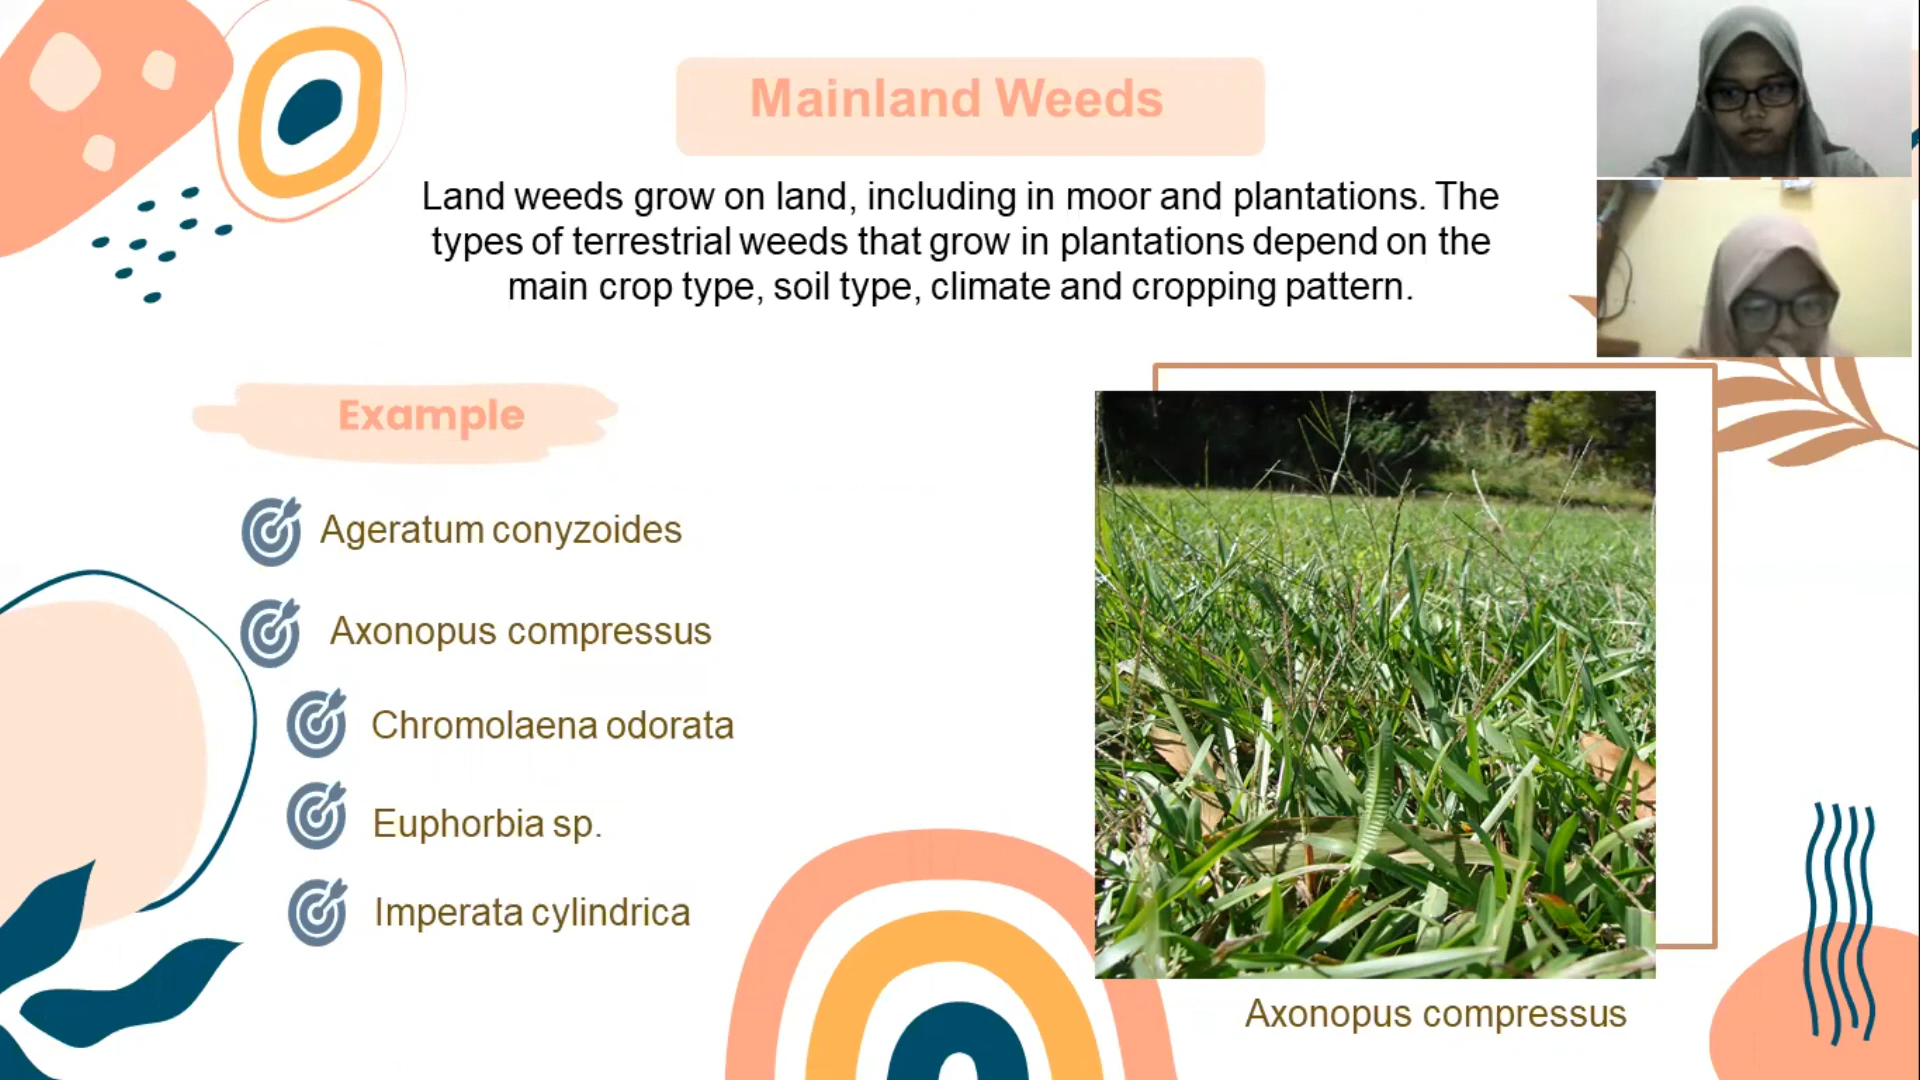 Mainland Weeds
Land weeds grow on land, including in moor and plantations. The
types of terrestrial weeds that grow in plantations depend on the
main crop type, soil type, climate and cropping pattern.
Example
Ageratum conyzoides
Axonopus compressus
Chromolaena odorata
Euphorbia sp.
Imperata cylindrica
Axonopus compressus